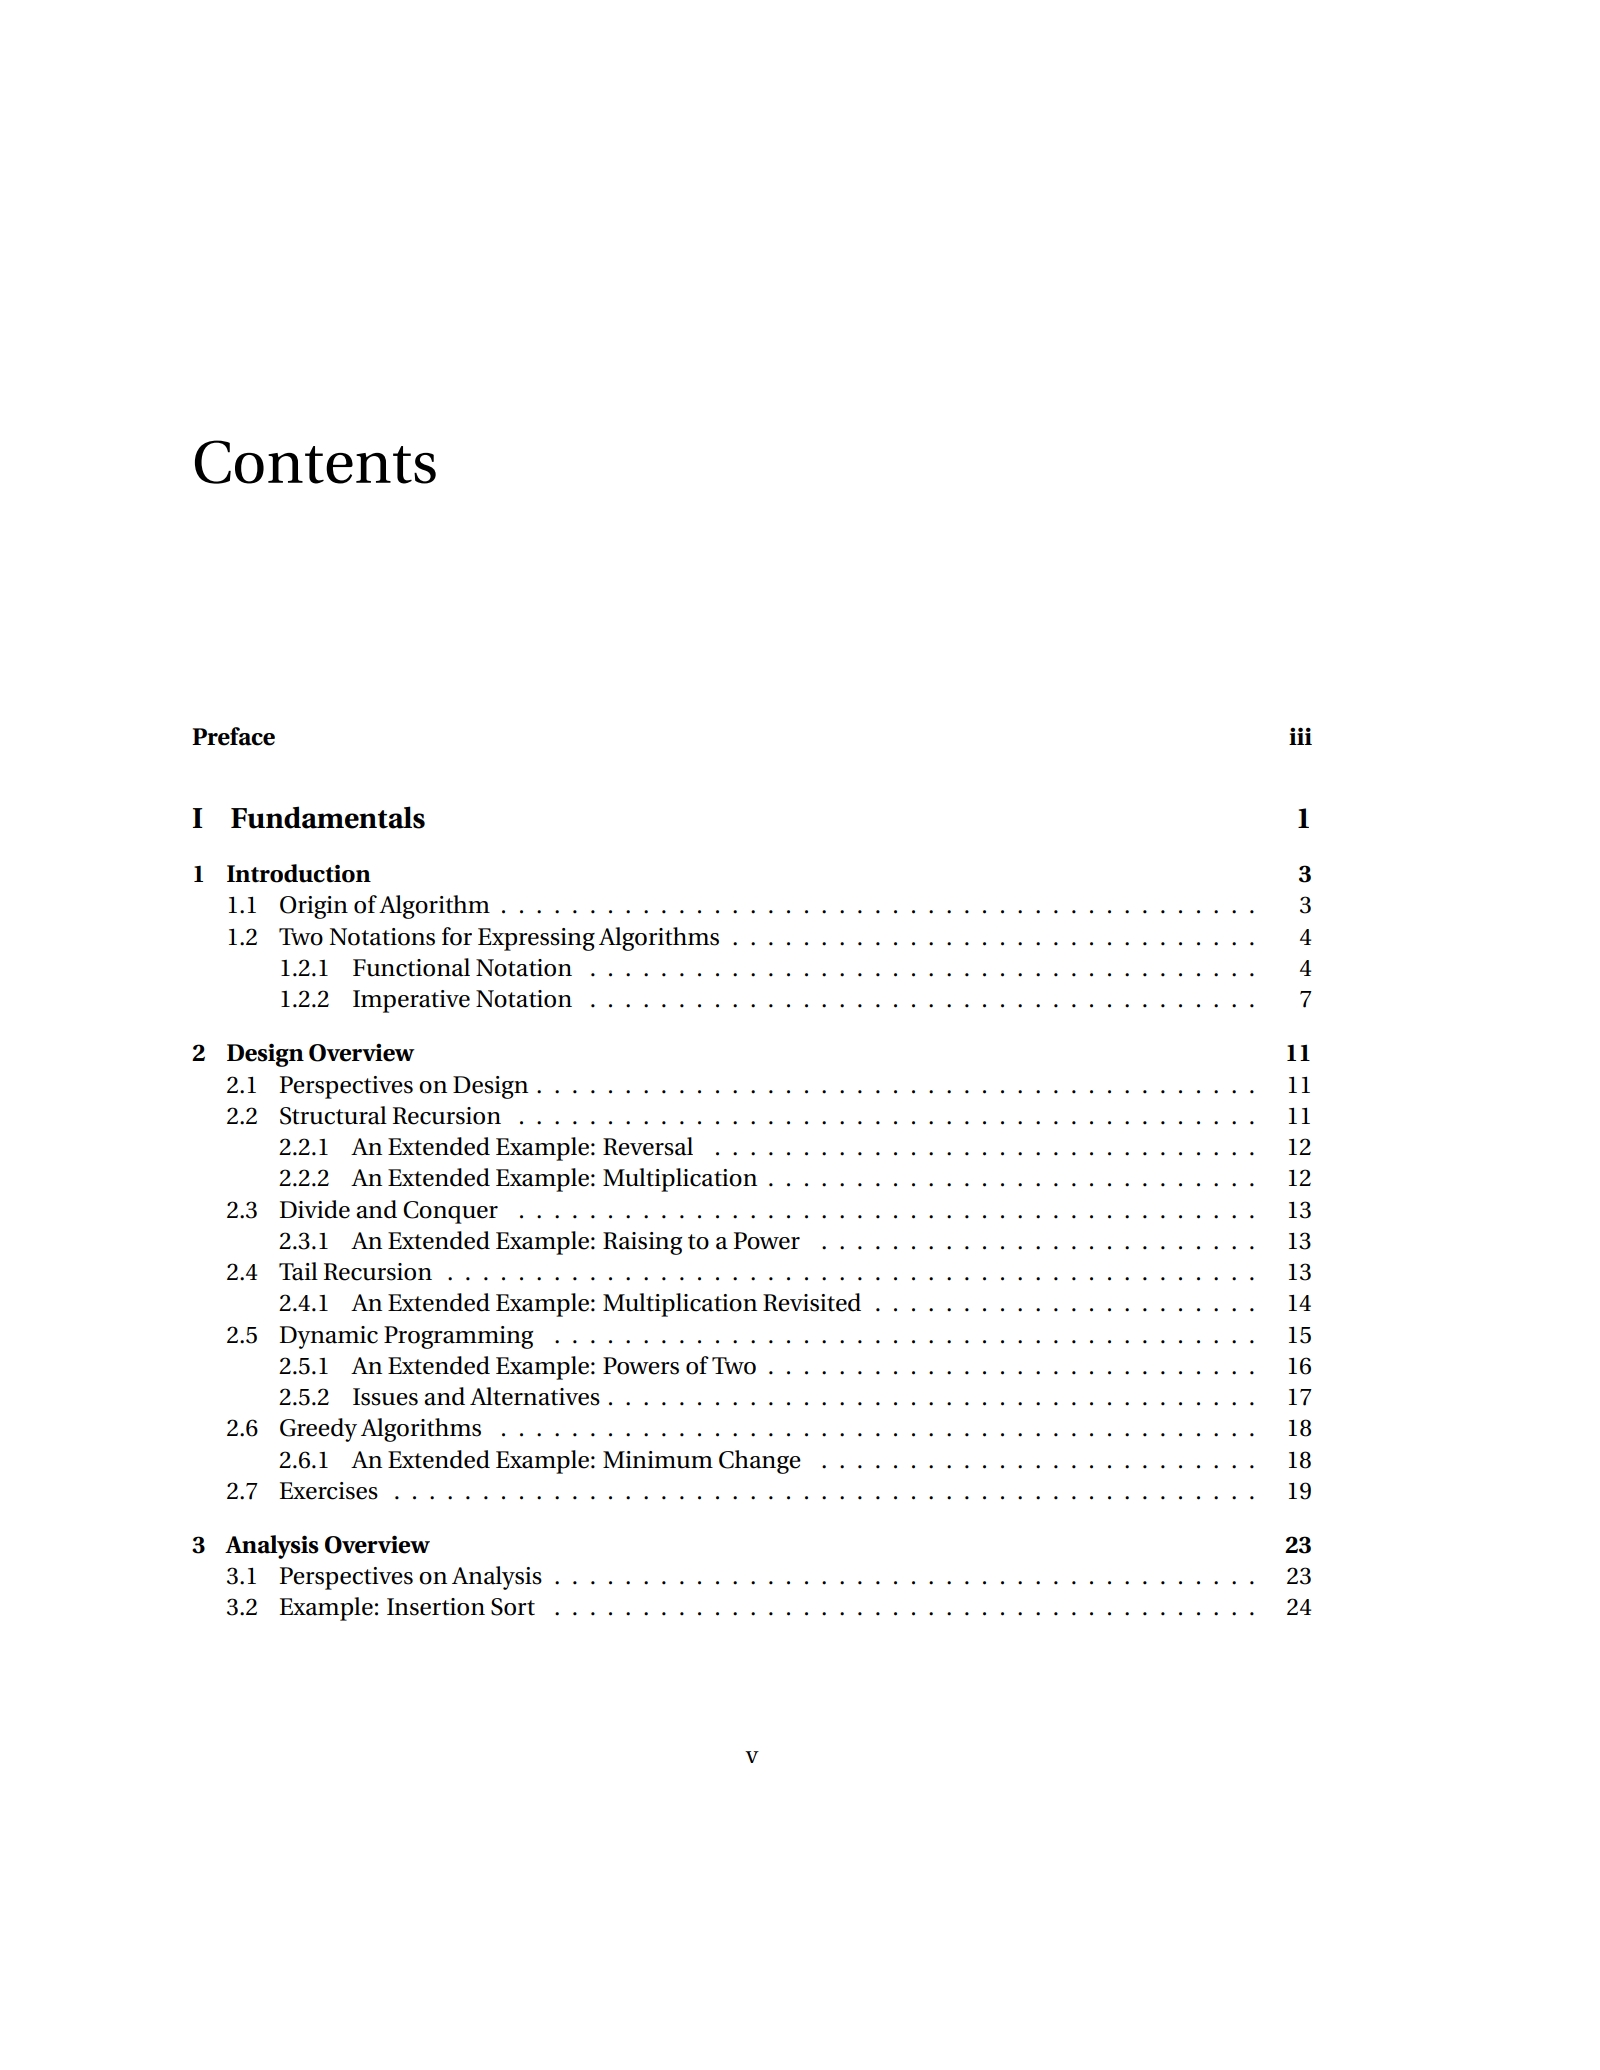 Contents
Preface iii
I Fundamentals 1
1 Introduction 3
1.1 Origin of Algorithm . . . . . . . . . . . . . . . . . . . . . . . . . . . . . . . . . . . . . . . . . . . 3
1.2 Two Notations for Expressing Algorithms . . . . . . . . . . . . . . . . . . . . . . . . . . . . . . 4
1.2.1 Functional Notation . . . . . . . . . . . . . . . . . . . . . . . . . . . . . . . . . . . . . . 4
1.2.2 Imperative Notation . . . . . . . . . . . . . . . . . . . . . . . . . . . . . . . . . . . . . . 7
2 Design Overview 11
2.1 Perspectives on Design . . . . . . . . . . . . . . . . . . . . . . . . . . . . . . . . . . . . . . . . . 11
2.2 Structural Recursion . . . . . . . . . . . . . . . . . . . . . . . . . . . . . . . . . . . . . . . . . . 11
2.2.1 An Extended Example: Reversal . . . . . . . . . . . . . . . . . . . . . . . . . . . . . . . 12
2.2.2 An Extended Example: Multiplication . . . . . . . . . . . . . . . . . . . . . . . . . . . . 12
2.3 Divide and Conquer . . . . . . . . . . . . . . . . . . . . . . . . . . . . . . . . . . . . . . . . . . 13
2.3.1 An Extended Example: Raising to a Power . . . . . . . . . . . . . . . . . . . . . . . . . 13
2.4 Tail Recursion . . . . . . . . . . . . . . . . . . . . . . . . . . . . . . . . . . . . . . . . . . . . . . 13
2.4.1 An Extended Example: Multiplication Revisited . . . . . . . . . . . . . . . . . . . . . . 14
2.5 Dynamic Programming . . . . . . . . . . . . . . . . . . . . . . . . . . . . . . . . . . . . . . . . 15
2.5.1 An Extended Example: Powers of Two . . . . . . . . . . . . . . . . . . . . . . . . . . . . 16
2.5.2 Issues and Alternatives . . . . . . . . . . . . . . . . . . . . . . . . . . . . . . . . . . . . . 17
2.6 Greedy Algorithms . . . . . . . . . . . . . . . . . . . . . . . . . . . . . . . . . . . . . . . . . . . 18
2.6.1 An Extended Example: Minimum Change . . . . . . . . . . . . . . . . . . . . . . . . . 18
2.7 Exercises . . . . . . . . . . . . . . . . . . . . . . . . . . . . . . . . . . . . . . . . . . . . . . . . . 19
3 Analysis Overview 23
3.1 Perspectives on Analysis . . . . . . . . . . . . . . . . . . . . . . . . . . . . . . . . . . . . . . . . 23
3.2 Example: Insertion Sort . . . . . . . . . . . . . . . . . . . . . . . . . . . . . . . . . . . . . . . . 24
v